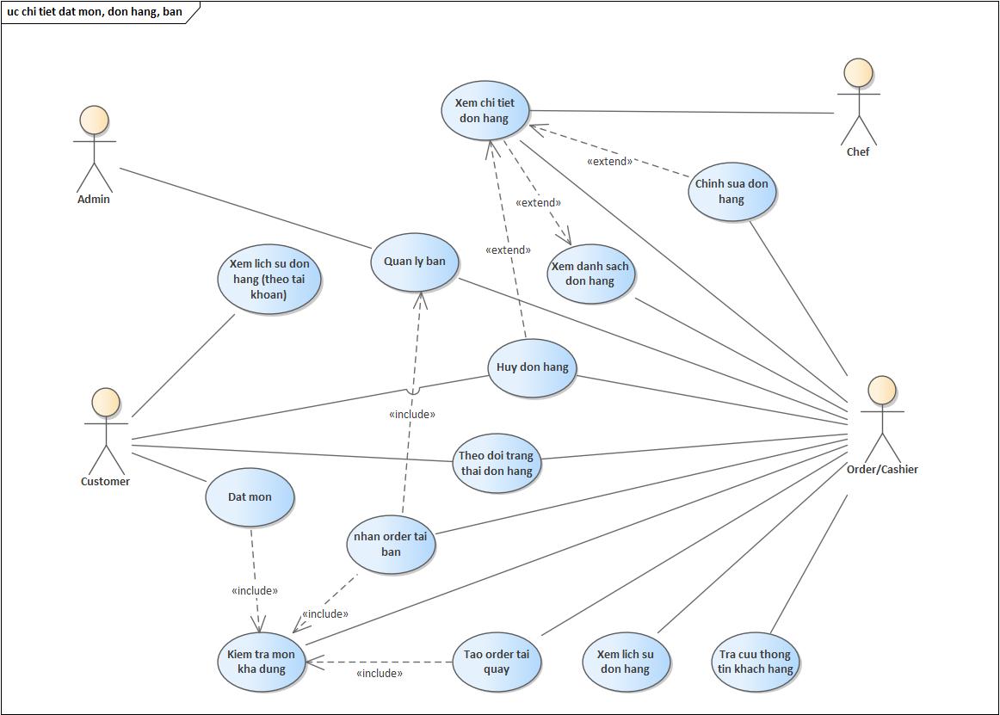 uc chi tiet dat mon, don hang, ban
Xem chi tiet
don hang
Chef
«extend»
Chinh sua don
hang
Admin
«extend»
«extend»
Quan ly ban
Xem lich su don
hang (theo tai
khoan)
Xem danh sach
don hang
Huy don hang
«include»
Theo doi trang
thai don hang
Order/Cashier
Customer
Dat mon
nhan order tai
ban
«include»
«include»
Kiem tra mon
kha dung
«include»
Tao order tai
quay
Xem lich su
don hang
Tra cuu thong
tin khach hang